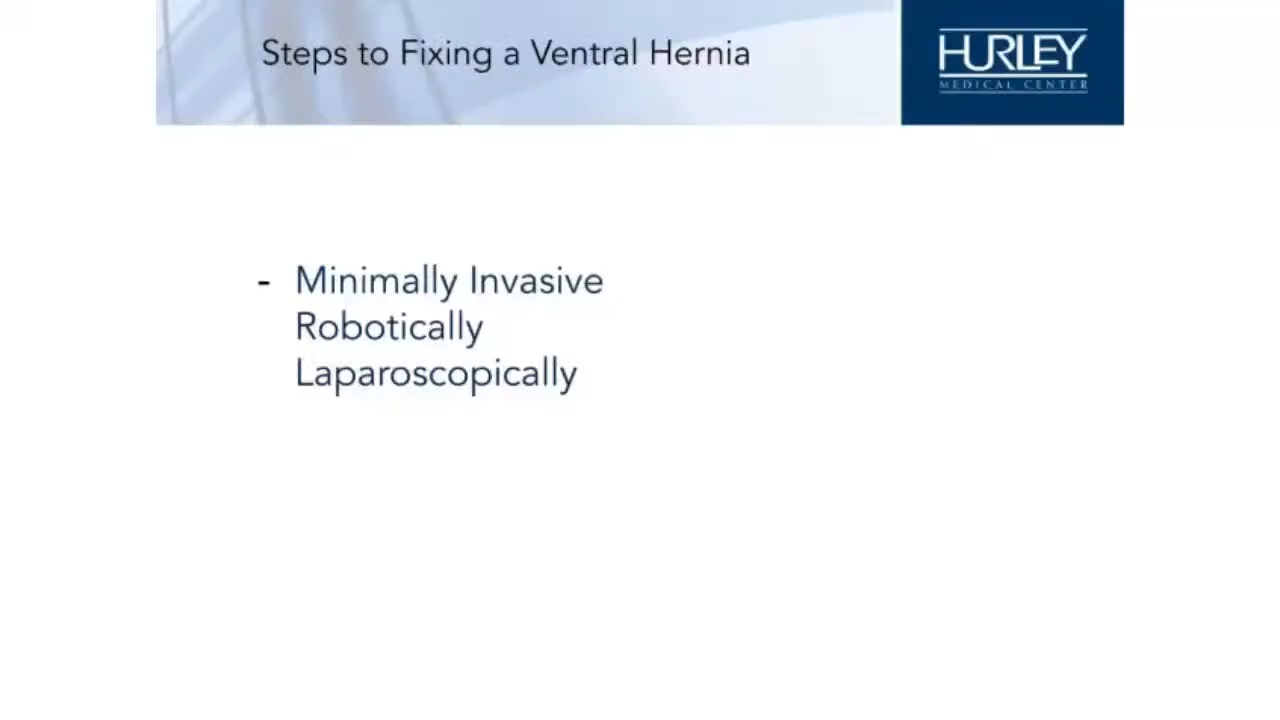 Steps to Fixing a Ventral Hernia
HURLEY
MEDICAL CENTER
- Minimally Invasive
Robotically
Laparoscopically